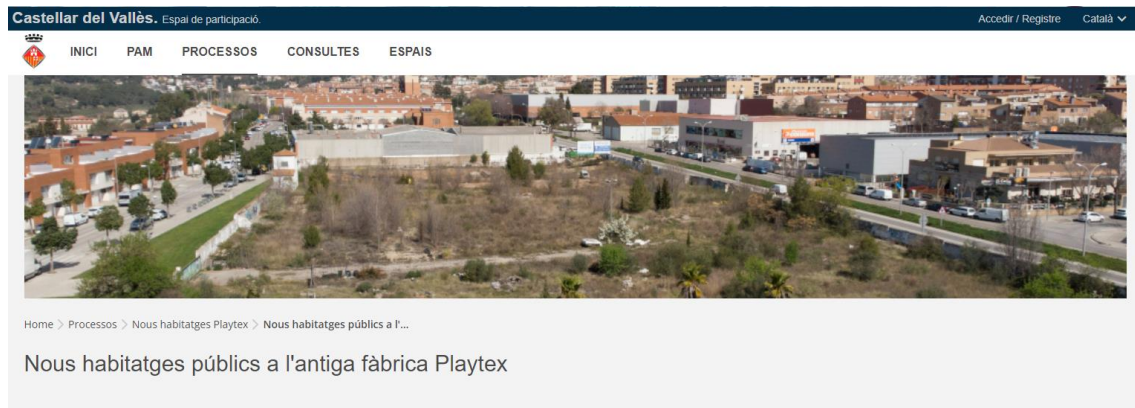 Castellar del Vallès. Espai de participació. Accedir / Registre Català
INICI PAM PROCESSOS CONSULTES ESPAIS
Home > Processos > Nous habitatges Playtex > Nous habitatges públics a l'...
Nous habitatges públics a l'antiga fàbrica Playtex